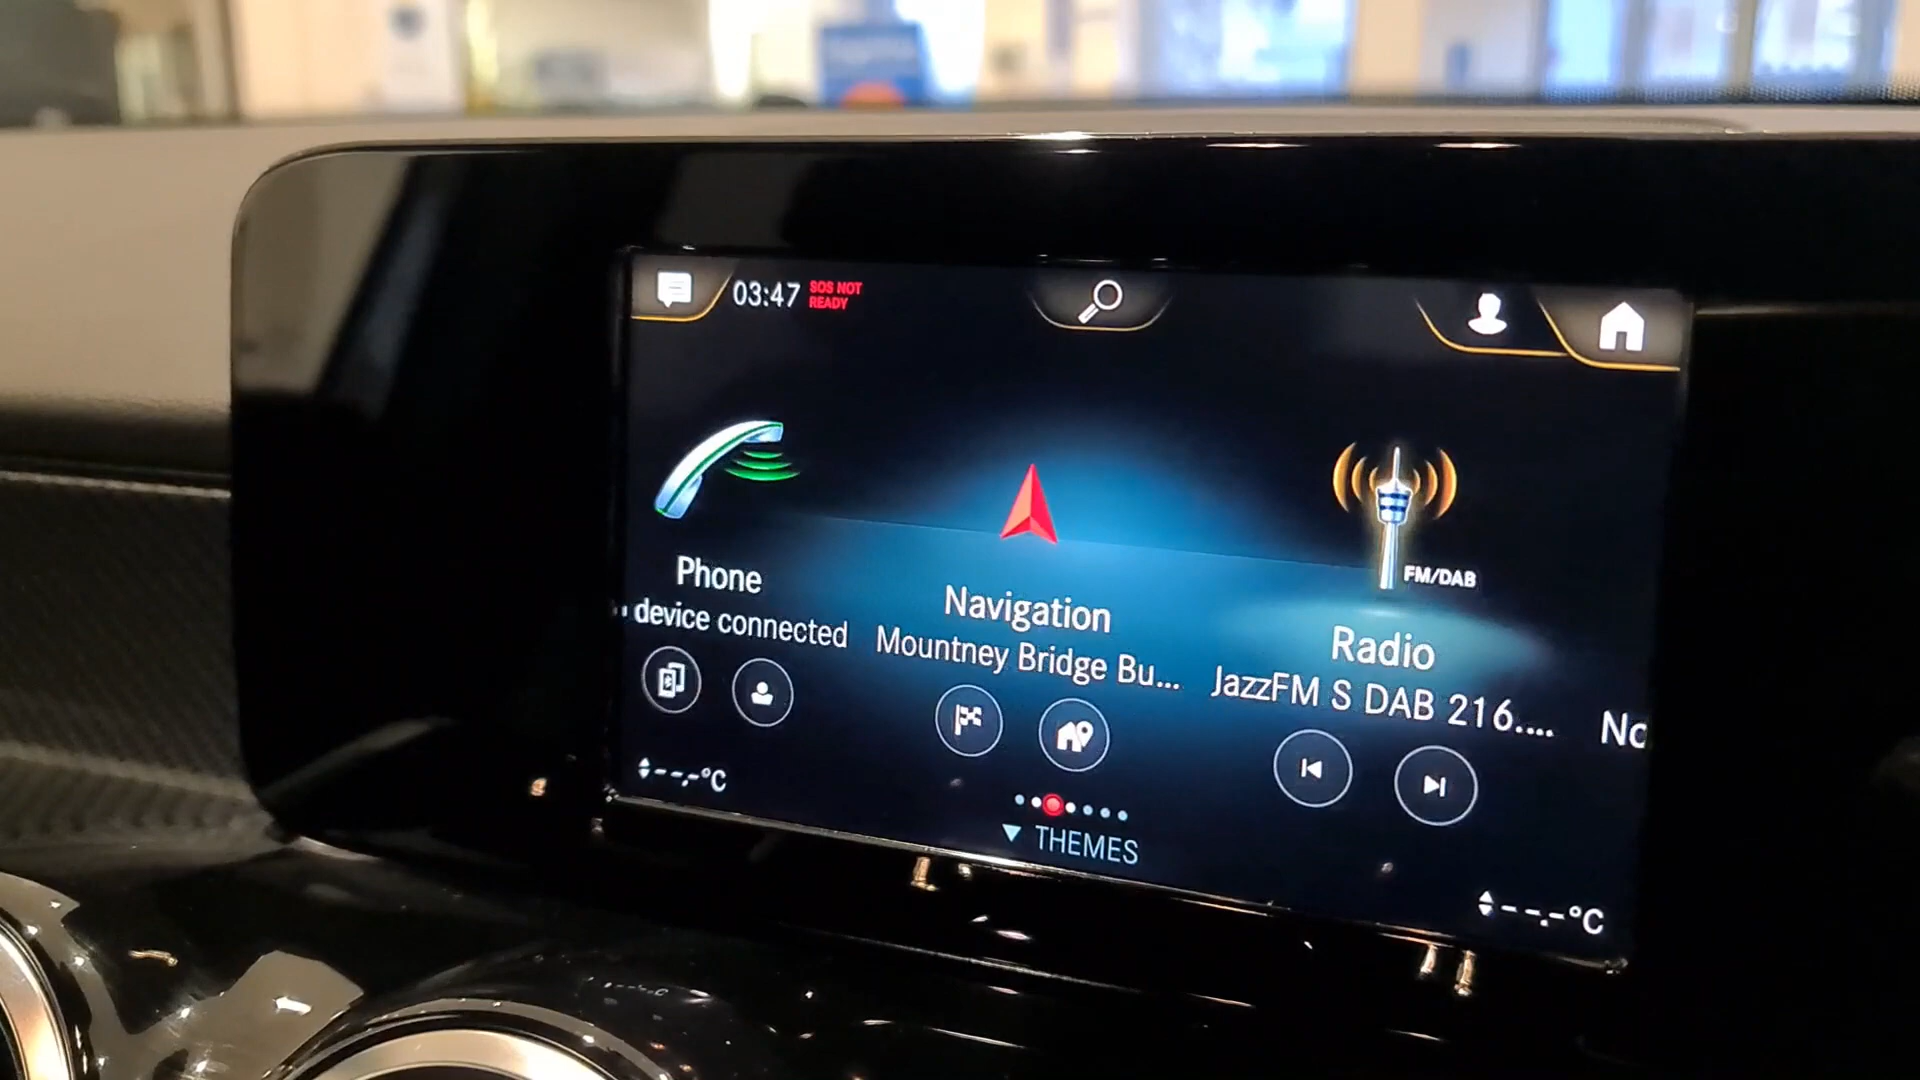 03:47 SOS NOT
READY
FM/DAB
Phone
device connected
Navigation
Mountney Bridge Bu...
Radio
JazzFM S DAB 216....
No
--.-°C
THEMES
--.-°C